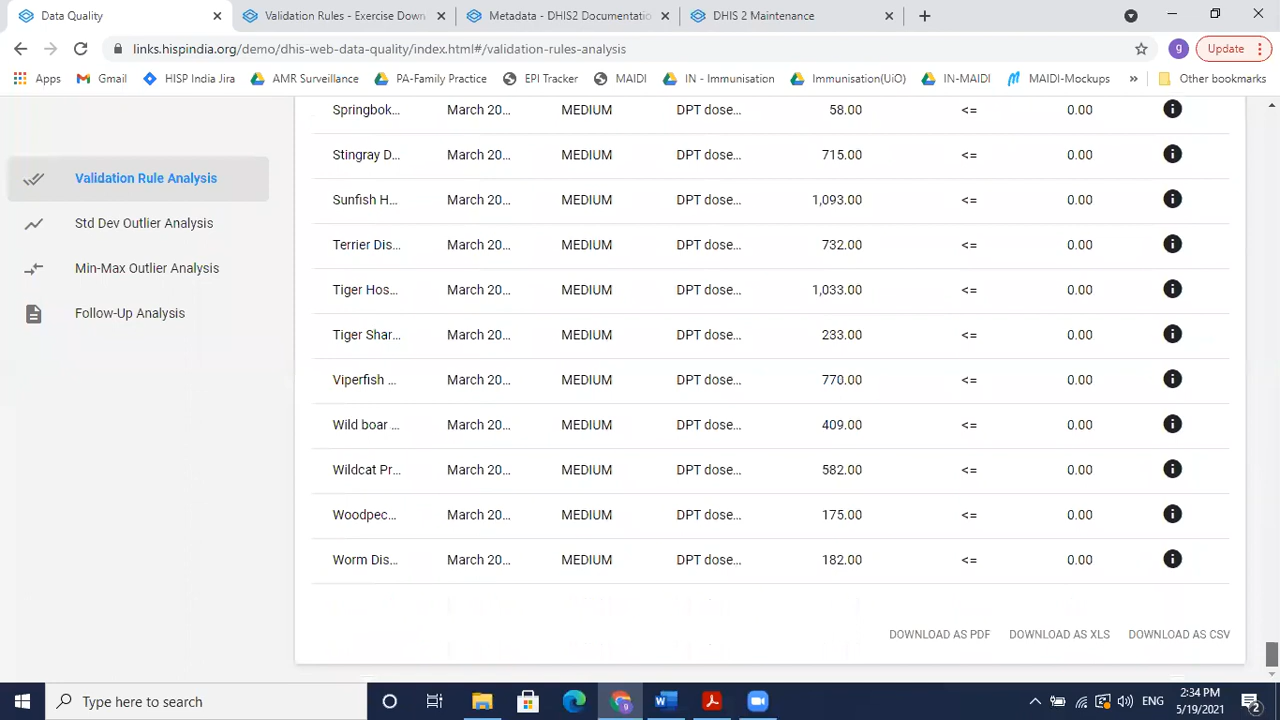 Data Quality
Validation Rules - Exercise Down
Metadata - DHIS2 Documentatio
DHIS 2 Maintenance
links.hispindia.org/demo/dhis-web-data-quality/index.html#/validation-rules-analysis
g
Update
Apps
Gmail
HISP India Jira
AMR Surveillance
PA-Family Practice
EPI Tracker
MAIDI
IN - Immunisation
Immunisation(UiO)
IN-MAIDI
MAIDI-Mockups
»
Other bookmarks
Validation Rule Analysis
Std Dev Outlier Analysis
Min-Max Outlier Analysis
Follow-Up Analysis
Springbok... March 20... MEDIUM DPT dose... 58.00 <= 0.00
Stingray D... March 20... MEDIUM DPT dose... 715.00 <= 0.00
Sunfish H... March 20... MEDIUM DPT dose... 1,093.00 <= 0.00
Terrier Dis... March 20... MEDIUM DPT dose... 732.00 <= 0.00
Tiger Hos... March 20... MEDIUM DPT dose... 1,033.00 <= 0.00
Tiger Shar... March 20... MEDIUM DPT dose... 233.00 <= 0.00
Viperfish ... March 20... MEDIUM DPT dose... 770.00 <= 0.00
Wild boar ... March 20... MEDIUM DPT dose... 409.00 <= 0.00
Wildcat Pr... March 20... MEDIUM DPT dose... 582.00 <= 0.00
Woodpec... March 20... MEDIUM DPT dose... 175.00 <= 0.00
Worm Dis... March 20... MEDIUM DPT dose... 182.00 <= 0.00
DOWNLOAD AS PDF DOWNLOAD AS XLS DOWNLOAD AS CSV
Type here to search
ENG
2:34 PM
5/19/2021
2